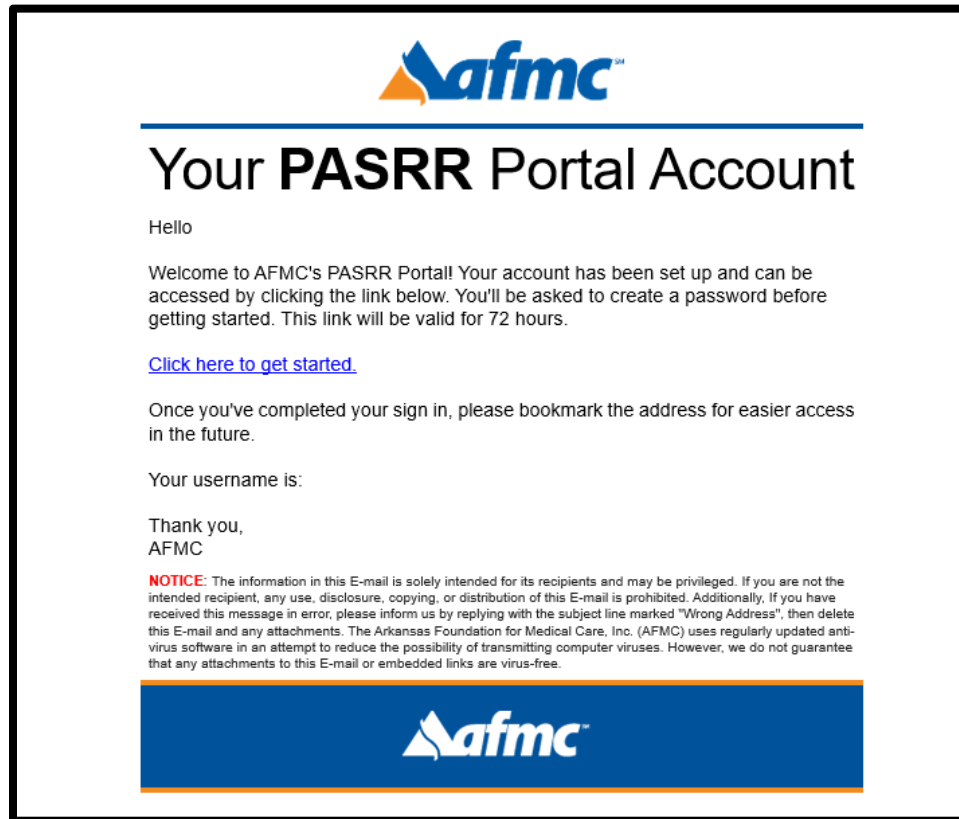 afmc SM
Your PASRR Portal Account
Hello
Welcome to AFMC's PASRR Portal! Your account has been set up and can be
accessed by clicking the link below. You'll be asked to create a password before
getting started. This link will be valid for 72 hours.
Click here to get started.
Once you've completed your sign in, please bookmark the address for easier access
in the future.
Your username is:
Thank you,
AFMC
NOTICE: The information in this E-mail is solely intended for its recipients and may be privileged. If you are not the
intended recipient, any use, disclosure, copying, or distribution of this E-mail is prohibited. Additionally, If you have
received this message in error, please inform us by replying with the subject line marked "Wrong Address", then delete
this E-mail and any attachments. The Arkansas Foundation for Medical Care, Inc. (AFMC) uses regularly updated anti-
virus software in an attempt to reduce the possibility of transmitting computer viruses. However, we do not guarantee
that any attachments to this E-mail or embedded links are virus-free.
afmc